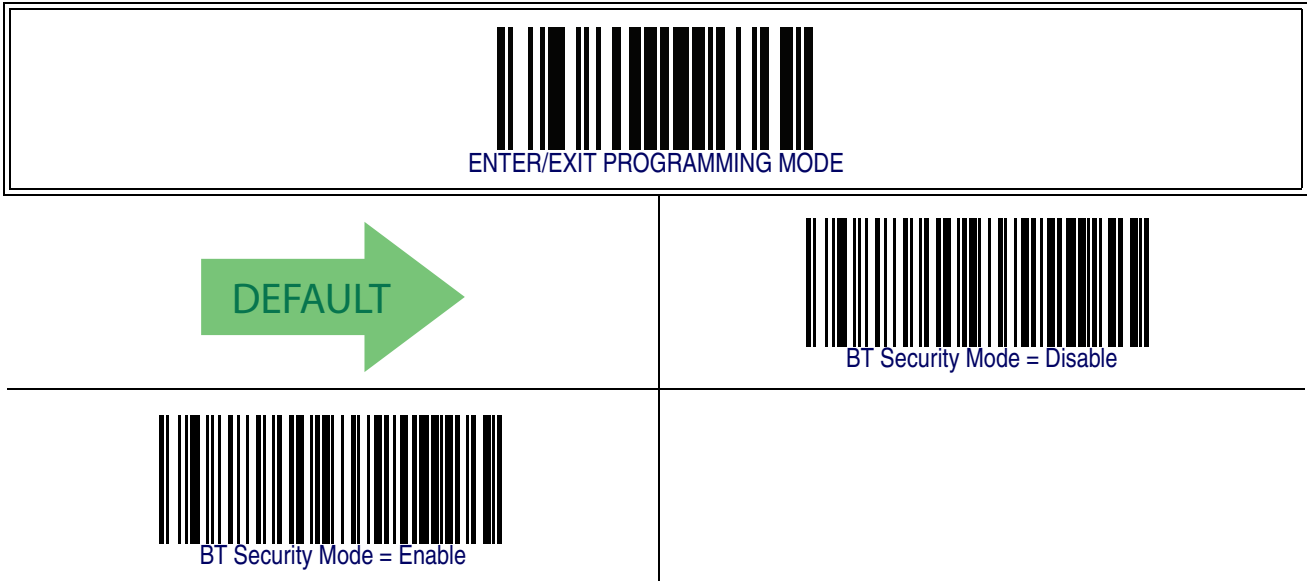 ENTER/EXIT PROGRAMMING MODE
DEFAULT
BT Security Mode = Disable
BT Security Mode = Enable